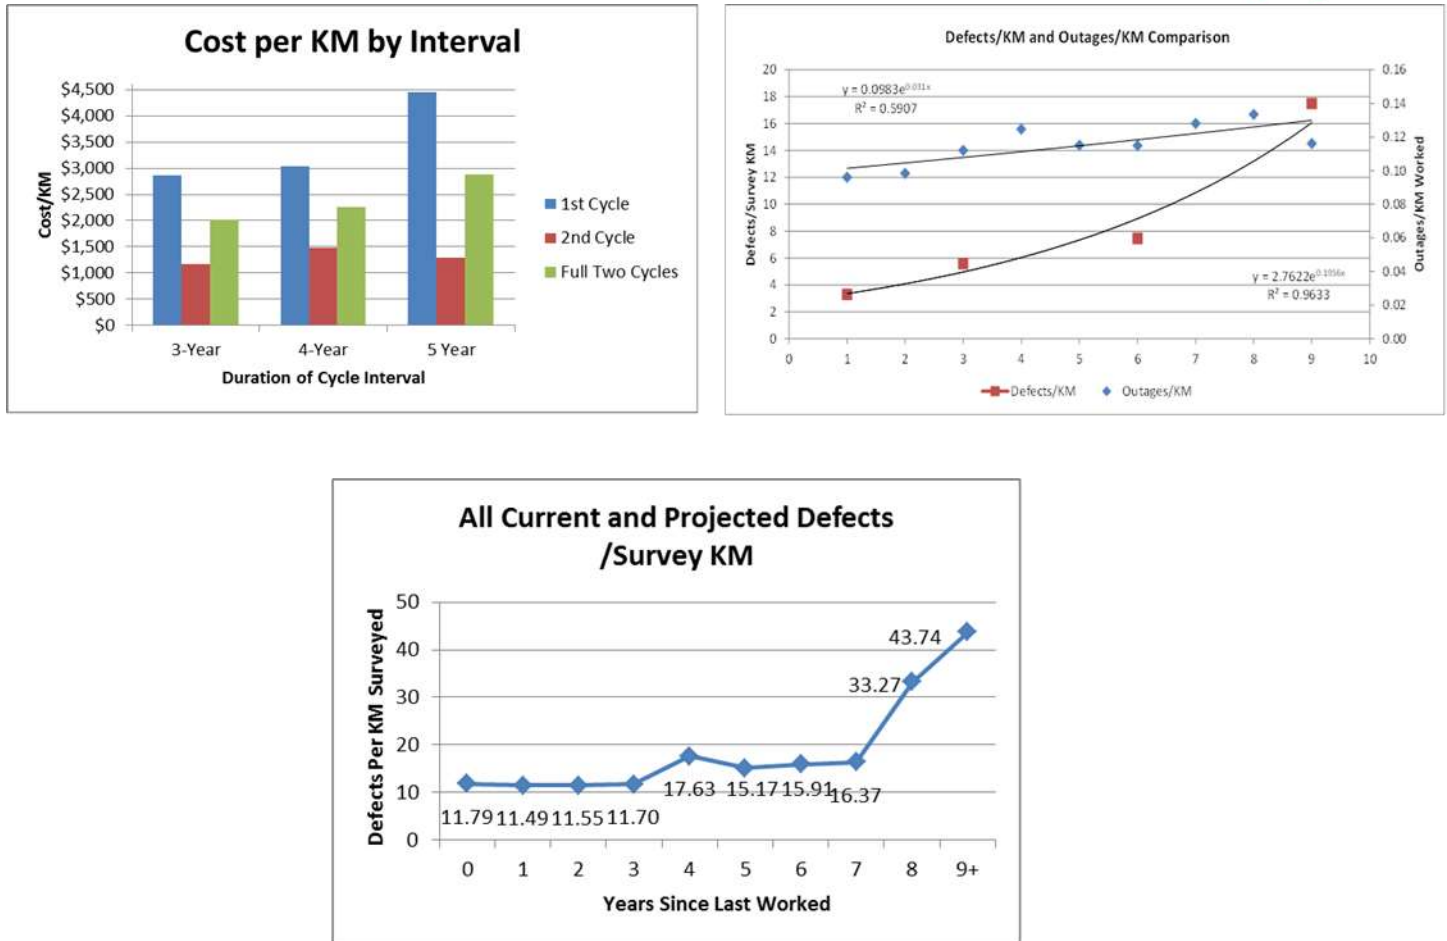 Cost per KM by Interval
$4,500
$4,000
$3,500
$3,000
$2,500
$2,000
$1,500
$1,000
$500
$0
Cost/KM
3-Year 4-Year 5 Year
Duration of Cycle Interval
1st Cycle
2nd Cycle
Full Two Cycles
Defects/KM and Outages/KM Comparison
20
18
16
14
12
10
8
6
4
2
0
Defects/Survey KM
y = 0.0983e^0.031x
R² = 0.5907
y = 2.7622e^0.1956x
R² = 0.9633
0.16
0.14
0.12
0.10
0.08
0.06
0.04
0.02
0.00
Outages/KM Worked
0 1 2 3 4 5 6 7 8 9 10
Defects/KM Outages/KM
All Current and Projected Defects
/Survey KM
50
40
30
20
10
0
Defects Per KM Surveyed
11.79 11.49 11.55 11.70 17.63 15.17 15.91 16.37 33.27 43.74
0 1 2 3 4 5 6 7 8 9+
Years Since Last Worked